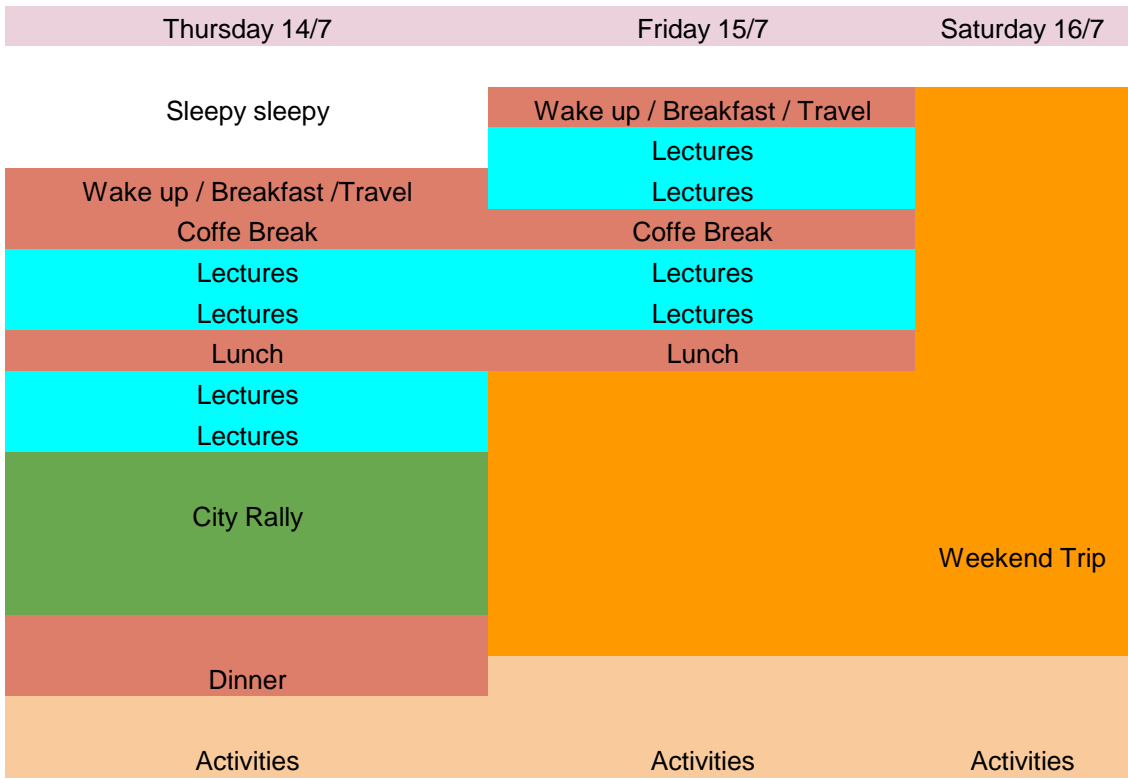 Thursday 14/7 Friday 15/7 Saturday 16/7
Sleepy sleepy Wake up / Breakfast / Travel
Lectures
Wake up / Breakfast /Travel Lectures
Coffe Break Coffe Break
Lectures Lectures
Lectures Lectures
Lunch Lunch
Lectures
Lectures
City Rally
Weekend Trip
Dinner
Activities Activities Activities